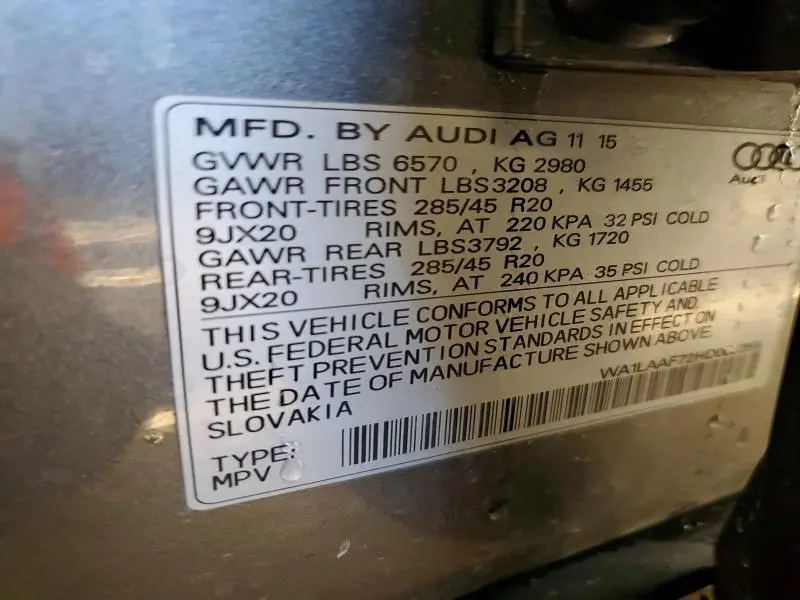 MFD. BY AUDI AG 11 15
GVWR LBS 6570 , KG 2980
GAWR FRONT LBS3208 , KG 1455
FRONT-TIRES 285/45 R20
9JX20 RIMS, AT 220 KPA 32 PSI COLD
GAWR REAR LBS3792 , KG 1720
REAR-TIRES 285/45 R20
9JX20 RIMS, AT 240 KPA 35 PSI COLD
THIS VEHICLE CONFORMS TO ALL APPLICABLE
U.S. FEDERAL MOTOR VEHICLE SAFETY AND
THEFT PREVENTION STANDARDS IN EFFECT ON
THE DATE OF MANUFACTURE SHOWN ABOVE.
SLOVAKIA
TYPE:
MPV
Audi